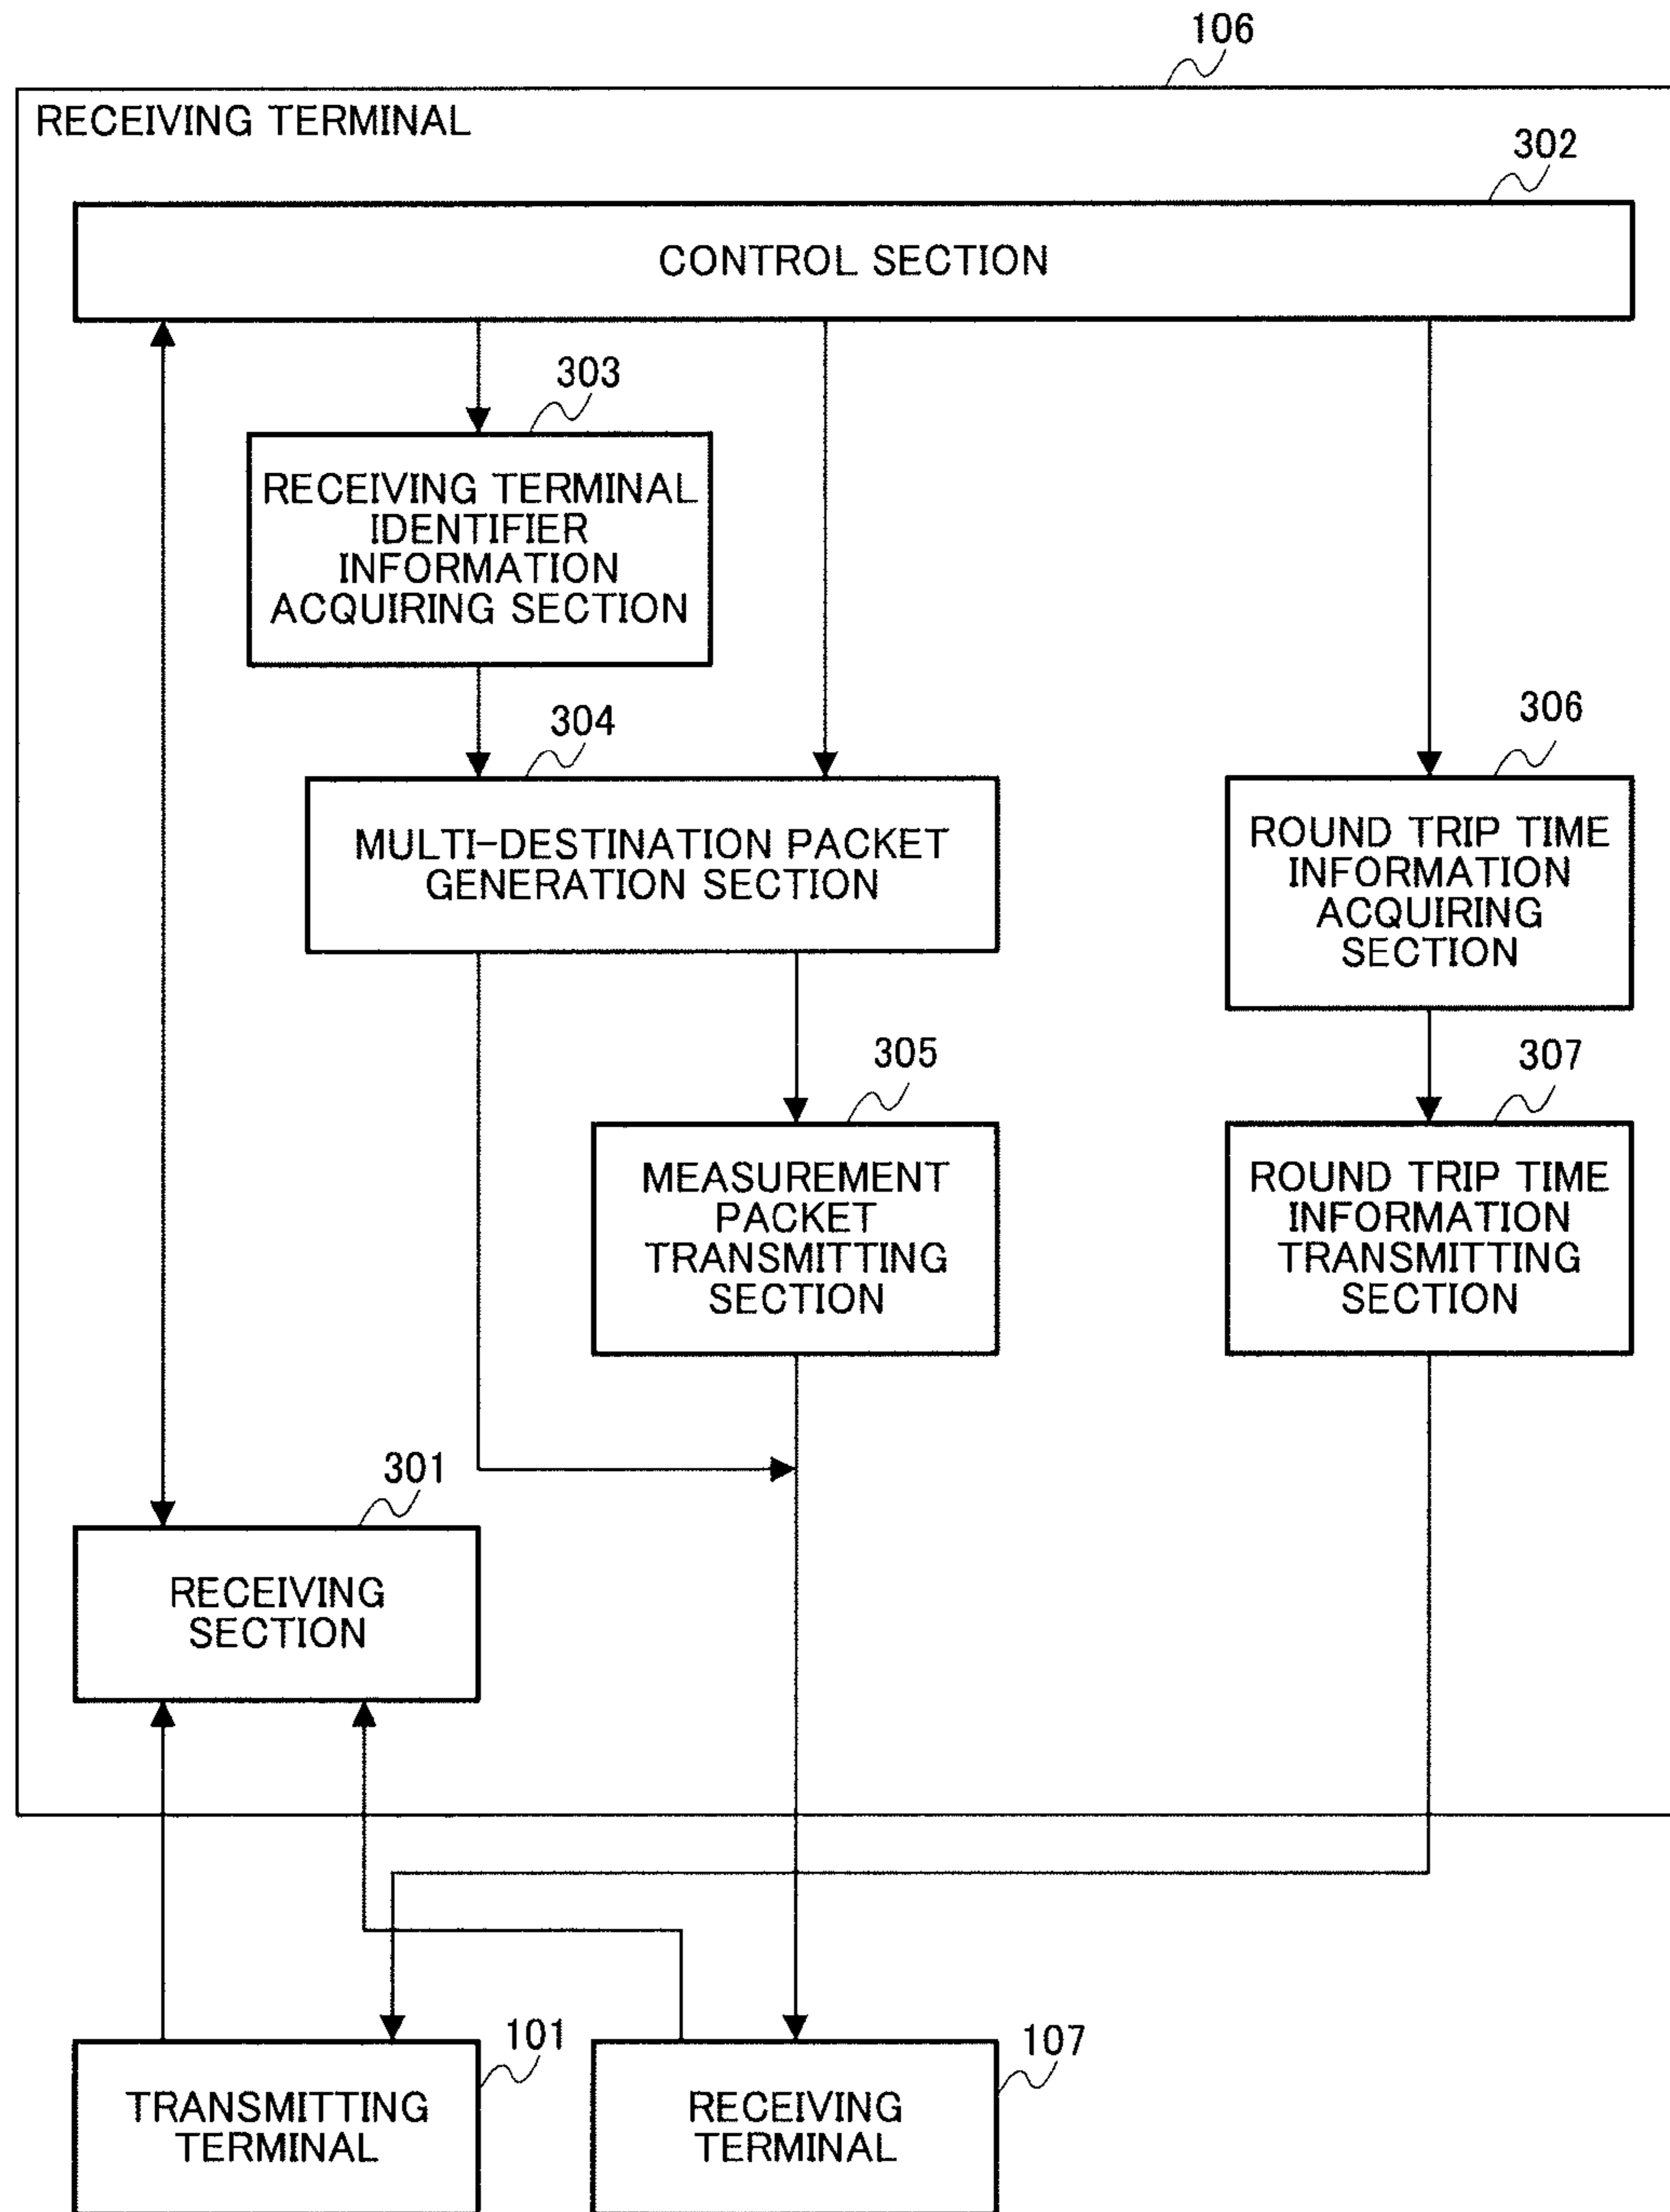 106
RECEIVING TERMINAL
302
CONTROL SECTION
303
RECEIVING TERMINAL
IDENTIFIER
INFORMATION
ACQUIRING SECTION
304
MULTI-DESTINATION PACKET
GENERATION SECTION
306
ROUND TRIP TIME
INFORMATION
ACQUIRING
SECTION
305
MEASUREMENT
PACKET
TRANSMITTING
SECTION
307
ROUND TRIP TIME
INFORMATION
TRANSMITTING
SECTION
301
RECEIVING
SECTION
101
TRANSMITTING
TERMINAL
107
RECEIVING
TERMINAL